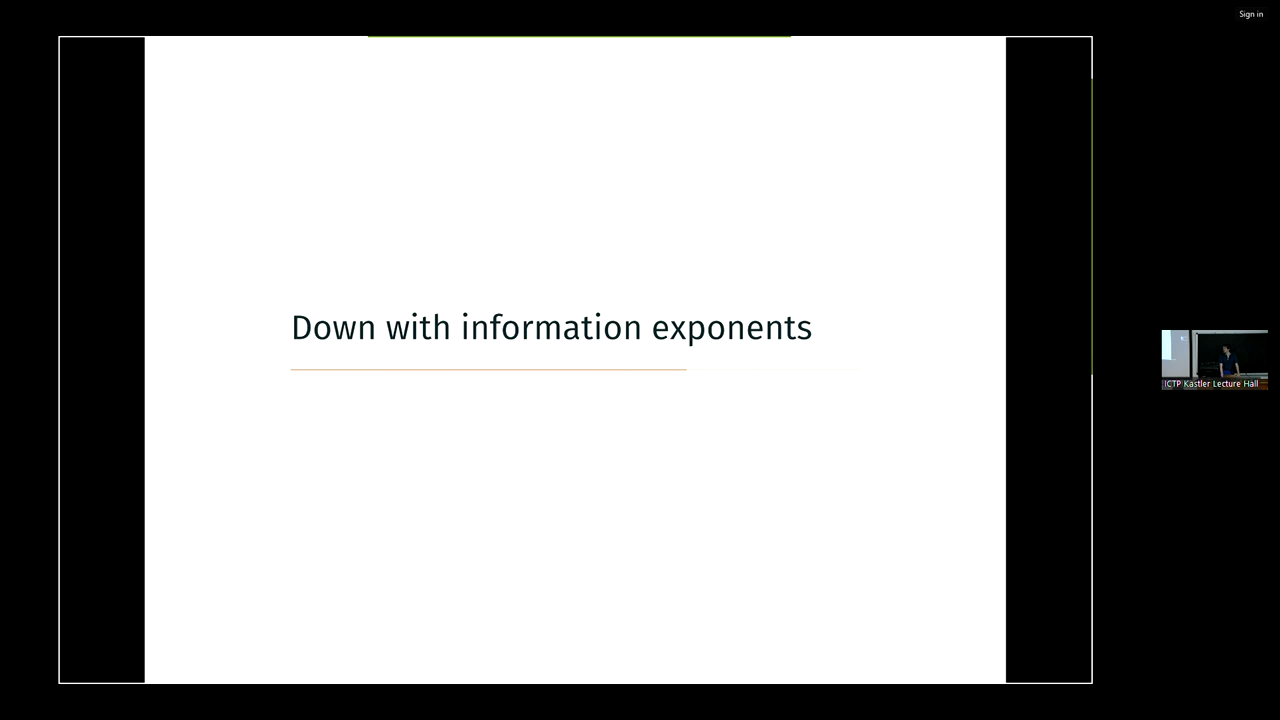 Sign in
Down with information exponents
ICTP Kastler Lecture Hall